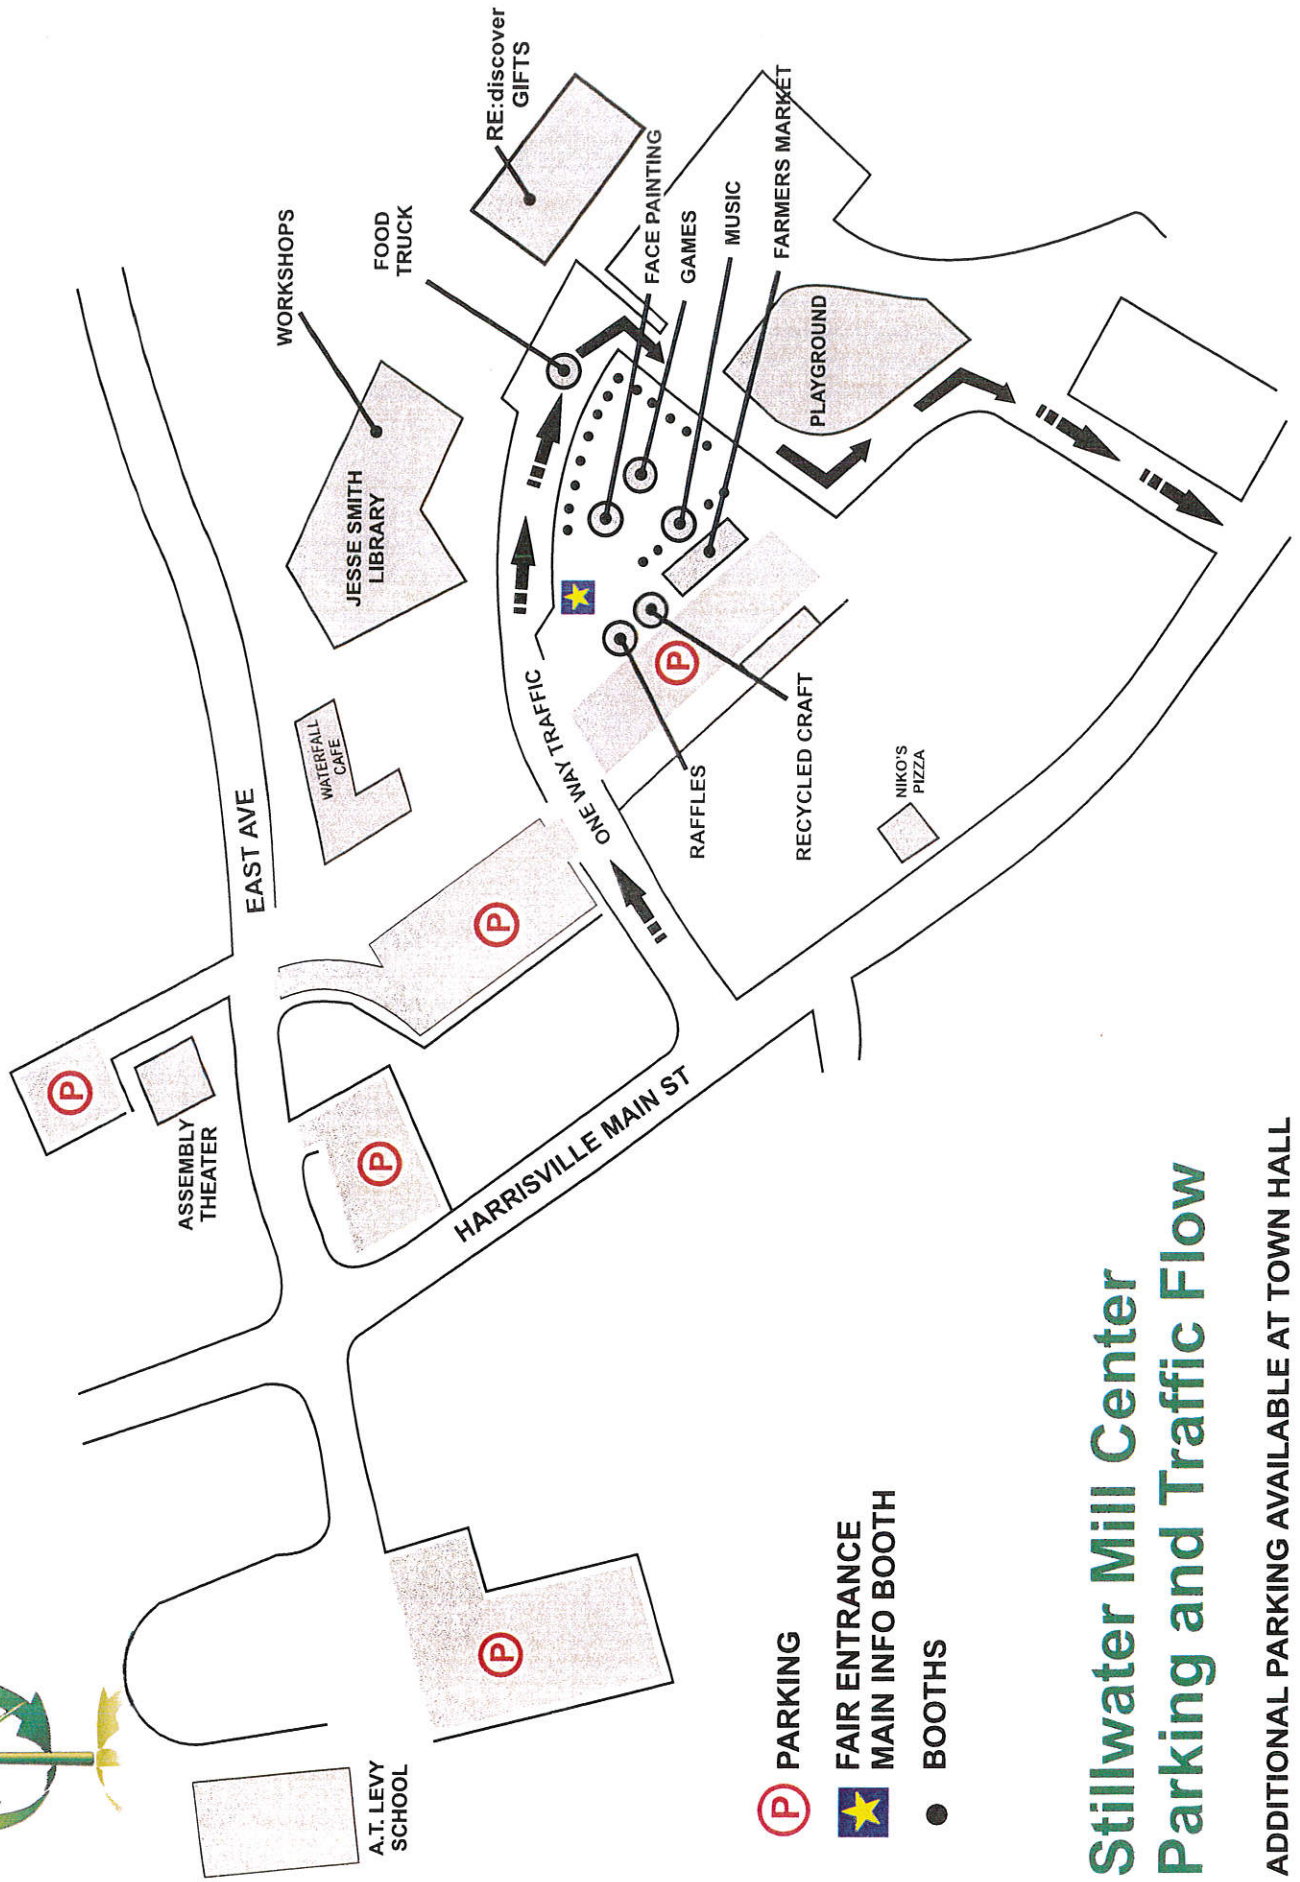 RE:discover
GIFTS
WORKSHOPS
FOOD
TRUCK
FACE PAINTING
GAMES
MUSIC
FARMERS MARKET
JESSE SMITH
LIBRARY
PLAYGROUND
EAST AVE
WATERFALL
CAFE
ONE WAY TRAFFIC
P
RAFFLES
RECYCLED CRAFT
NIKO'S
PIZZA
P
P
ASSEMBLY
THEATER
P
HARRISVILLE MAIN ST
P
A.T. LEVY
SCHOOL
P PARKING
FAIR ENTRANCE
MAIN INFO BOOTH
BOOTHS
Stillwater Mill Center
Parking and Traffic Flow
ADDITIONAL PARKING AVAILABLE AT TOWN HALL